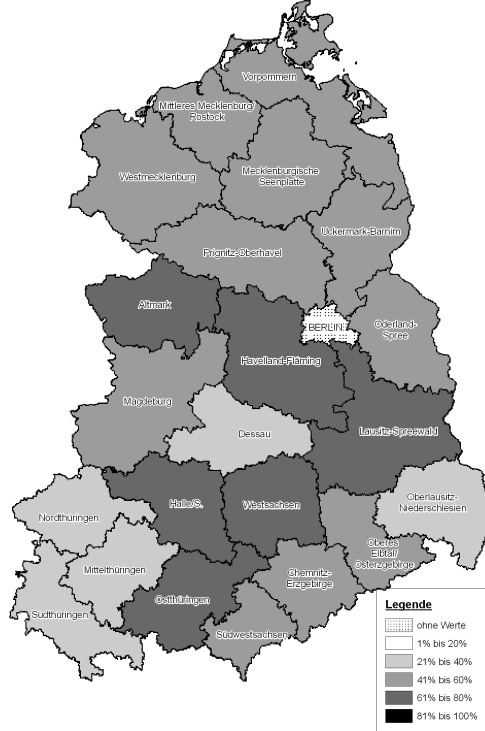 Vorpommern
Mittleres Mecklenburg/
Rostock
Westmecklenburg
Mecklenburgische
Seenplatte
Uckermark-Barnim
Prignitz-Oberhavel
Altmark
BERLIN
Oderland-
Spree
Havelland-Fläming
Magdeburg
Dessau
Lausitz-Spreewald
Halle/S.
Westsachsen
Oberlausitz-
Niederschlesien
Nordthüringen
Oberes
Elbtal/
Osterzgebirge
Mittelthüringen
Chemnitz-
Erzgebirge
Ostthüringen
Südthüringen
Südwestsachsen
Legende
ohne Werte
1% bis 20%
21% bis 40%
41% bis 60%
61% bis 80%
81% bis 100%